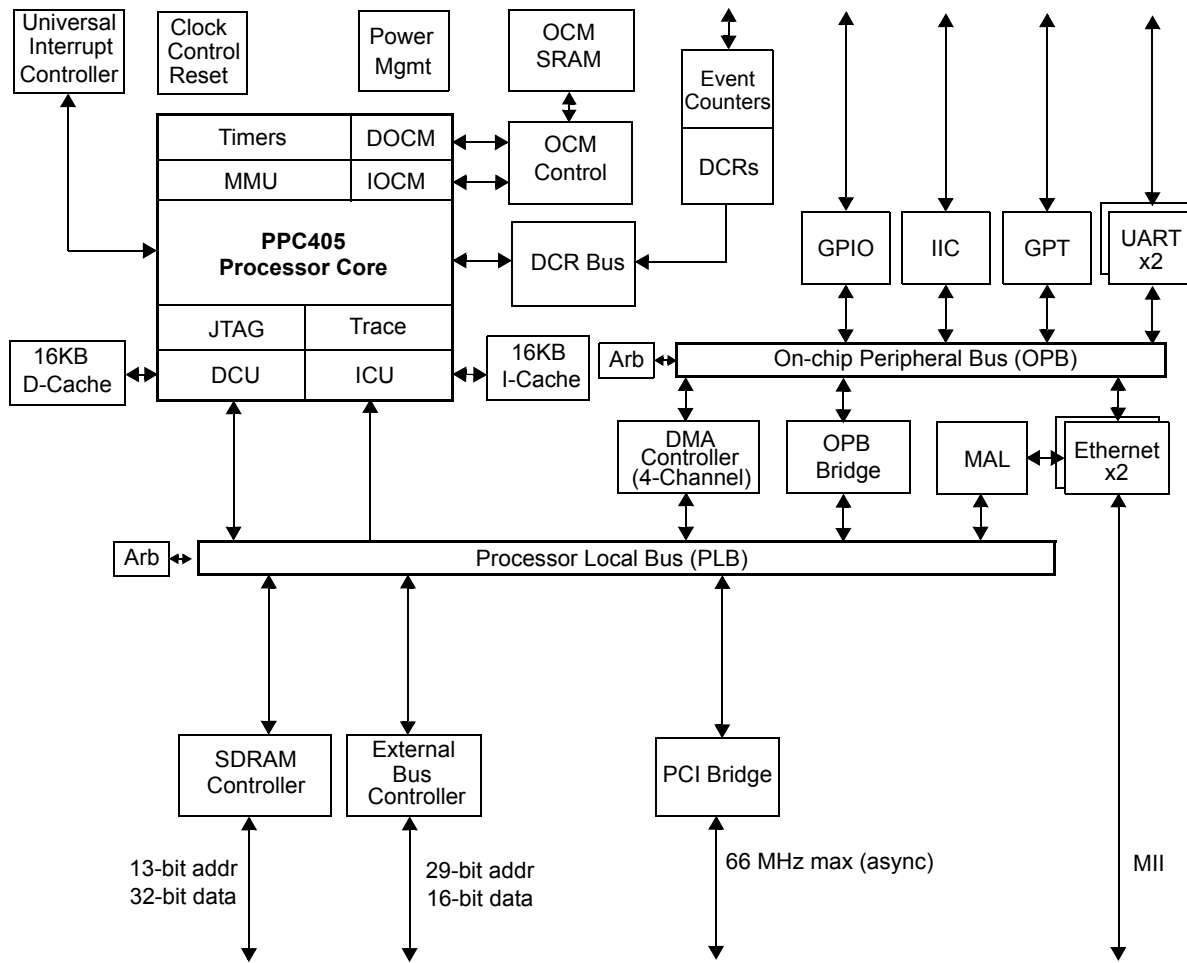 Universal
Interrupt
Controller
Clock
Control
Reset
Power
Mgmt
OCM
SRAM
Event
Counters
DCRs
Timers
DOCM
MMU
IOCM
OCM
Control
PPC405
Processor Core
DCR Bus
GPIO
IIC
GPT
UART
x2
JTAG
Trace
16KB
D-Cache
DCU
ICU
16KB
I-Cache
Arb
On-chip Peripheral Bus (OPB)
DMA
Controller
(4-Channel)
OPB
Bridge
MAL
Ethernet
x2
Arb
Processor Local Bus (PLB)
SDRAM
Controller
External
Bus
Controller
PCI Bridge
13-bit addr
32-bit data
29-bit addr
16-bit data
66 MHz max (async)
MII